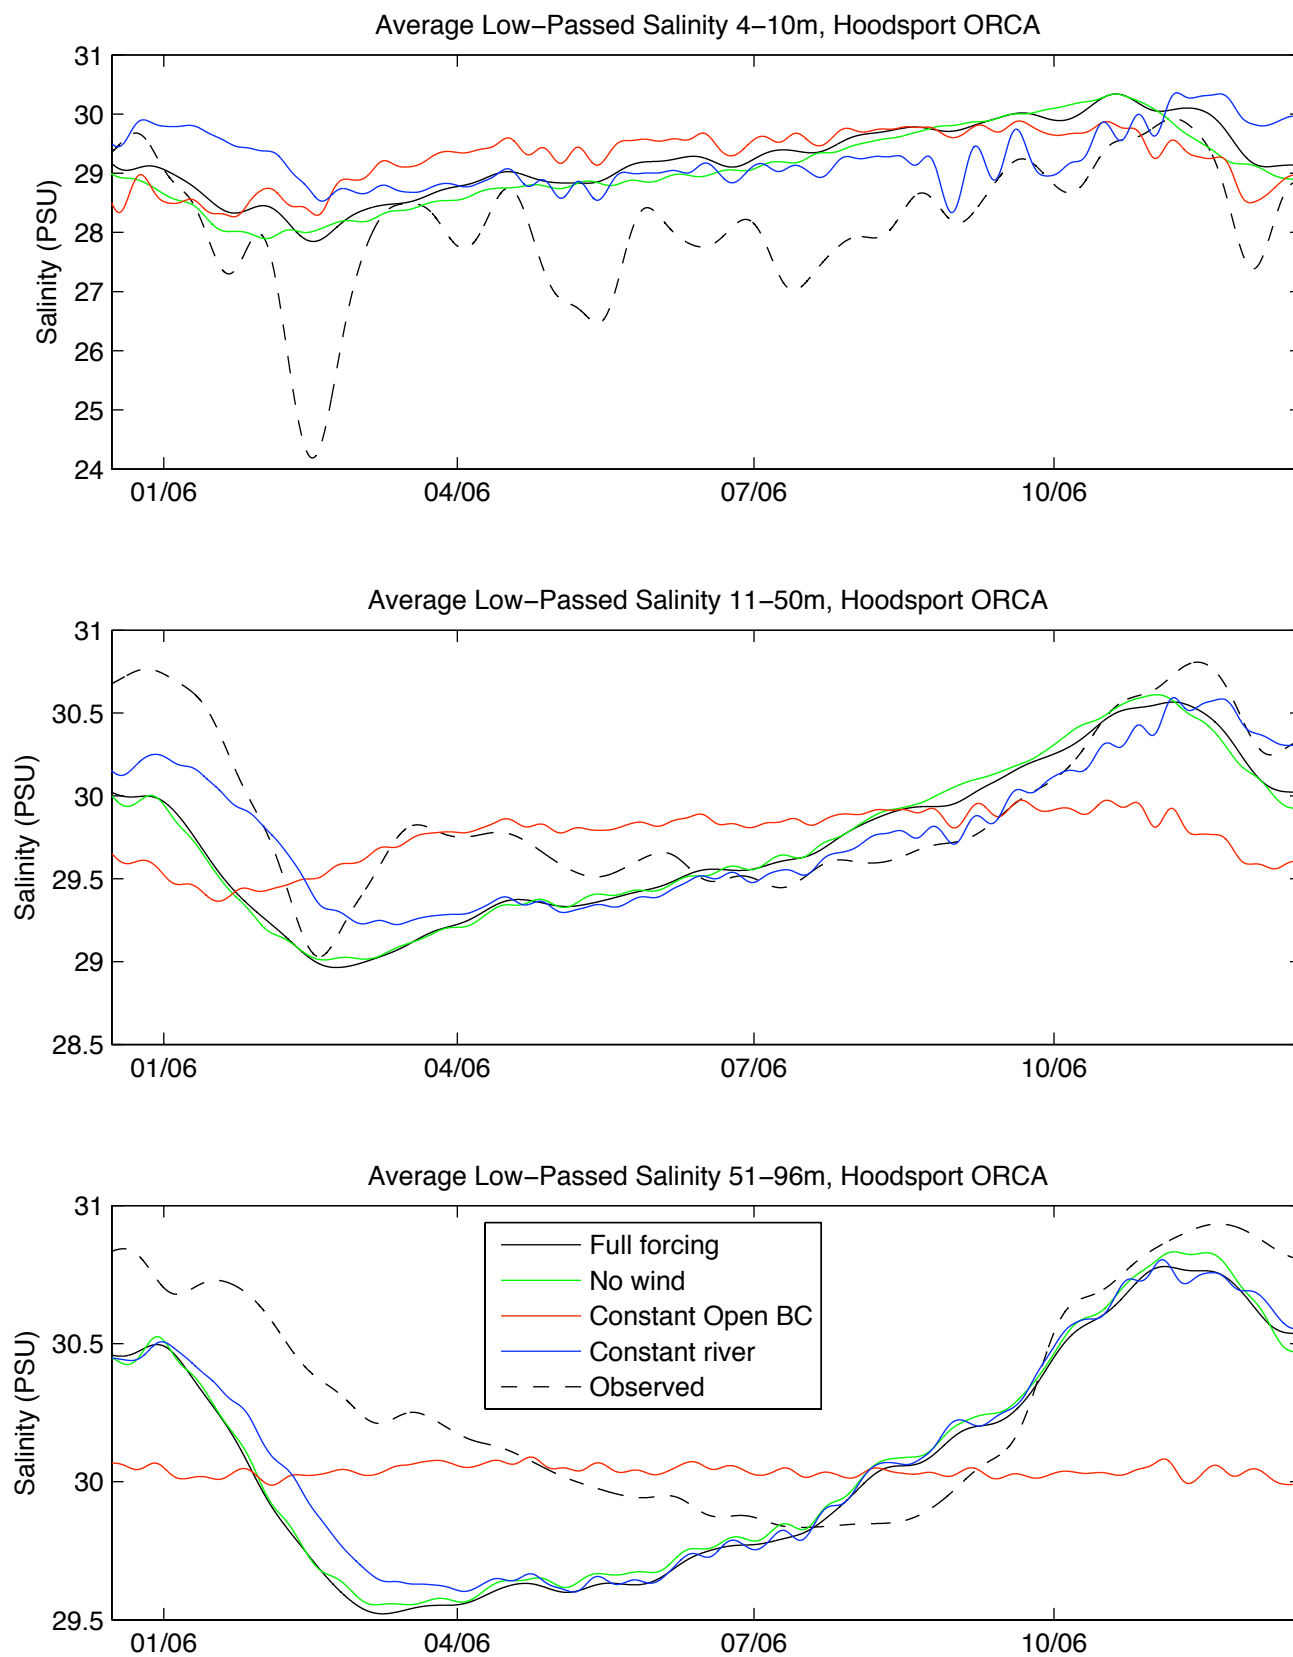 Average Low−Passed Salinity 4−10m, Hoodsport ORCA
31
30
29
28
27
26
25
24
Salinity (PSU)
01/06 04/06 07/06 10/06
Average Low−Passed Salinity 11−50m, Hoodsport ORCA
31
30.5
30
29.5
29
28.5
Salinity (PSU)
01/06 04/06 07/06 10/06
Average Low−Passed Salinity 51−96m, Hoodsport ORCA
31
30.5
30
29.5
Salinity (PSU)
Full forcing
No wind
Constant Open BC
Constant river
Observed
01/06 04/06 07/06 10/06